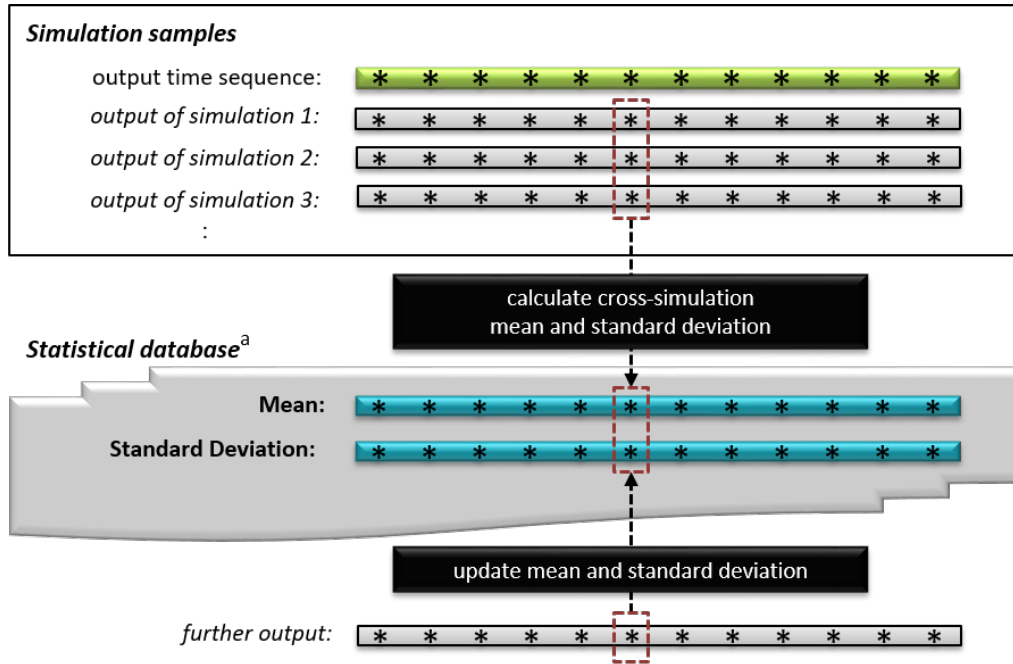 Simulation samples
output time sequence: * * * * * * * * * * * *
output of simulation 1: * * * * * * * * * * * *
output of simulation 2: * * * * * * * * * * * *
output of simulation 3: * * * * * * * * * * * *
:
calculate cross-simulation
mean and standard deviation
Statistical databaseᵃ
Mean: * * * * * * * * * * * *
Standard Deviation: * * * * * * * * * * * *
update mean and standard deviation
further output: * * * * * * * * * * * *